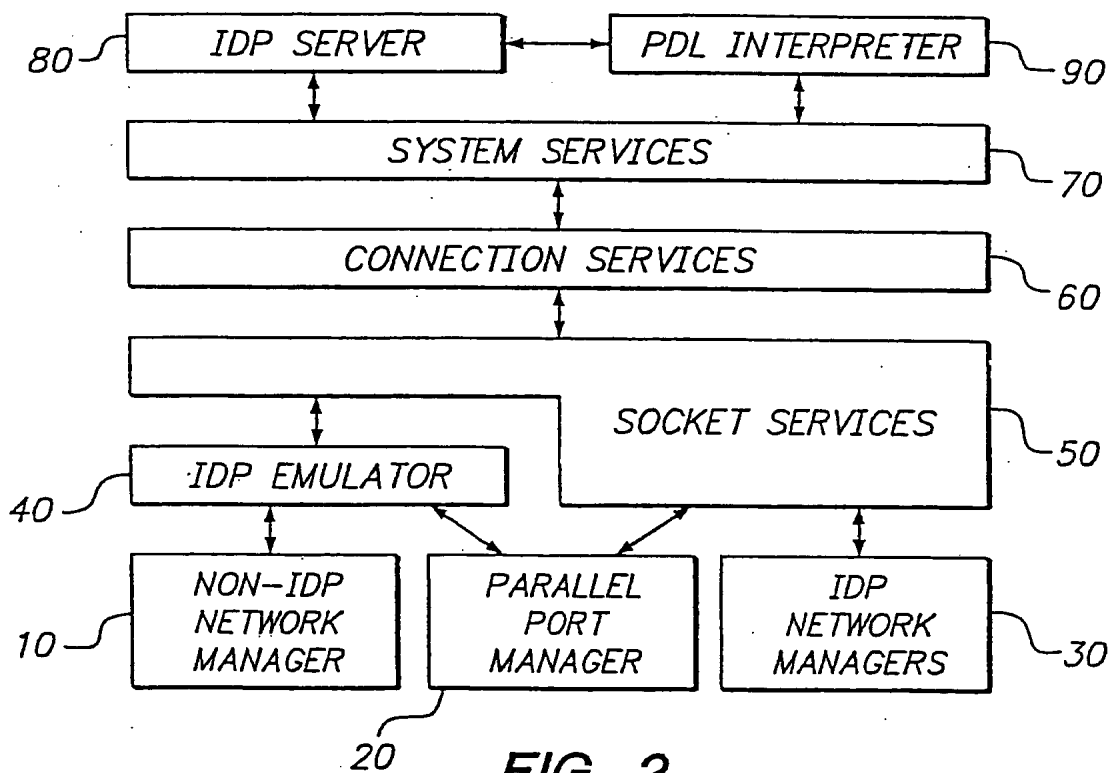 80
IDP SERVER
PDL INTERPRETER
90
SYSTEM SERVICES
70
CONNECTION SERVICES
60
SOCKET SERVICES
50
IDP EMULATOR
40
NON-IDP
NETWORK
MANAGER
10
PARALLEL
PORT
MANAGER
20
IDP
NETWORK
MANAGERS
30
FIG.